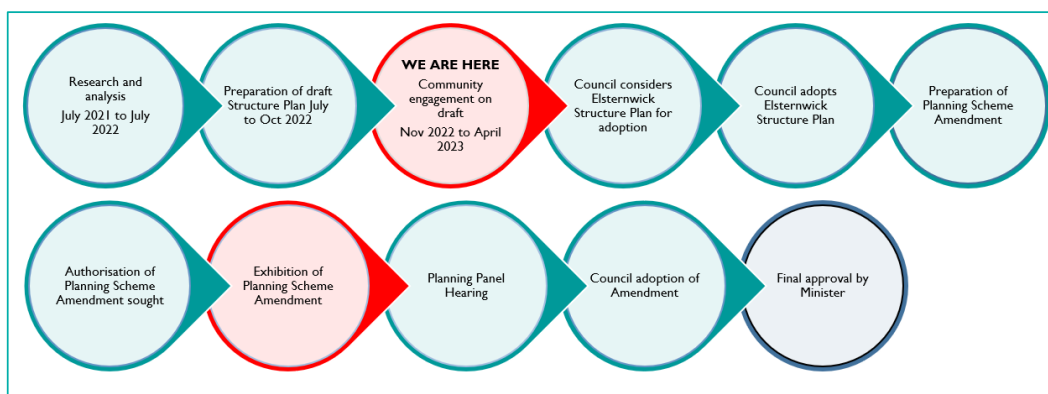 Research and
analysis
July 2021 to July
2022
Preparation of draft
Structure Plan July
to Oct 2022
WE ARE HERE
Community
engagement on
draft
Nov 2022 to April
2023
Council considers
Elsternwick
Structure Plan for
adoption
Council adopts
Elsternwick
Structure Plan
Preparation of
Planning Scheme
Amendment
Authorisation of
Planning Scheme
Amendment sought
Exhibition of
Planning Scheme
Amendment
Planning Panel
Hearing
Council adoption of
Amendment
Final approval by
Minister